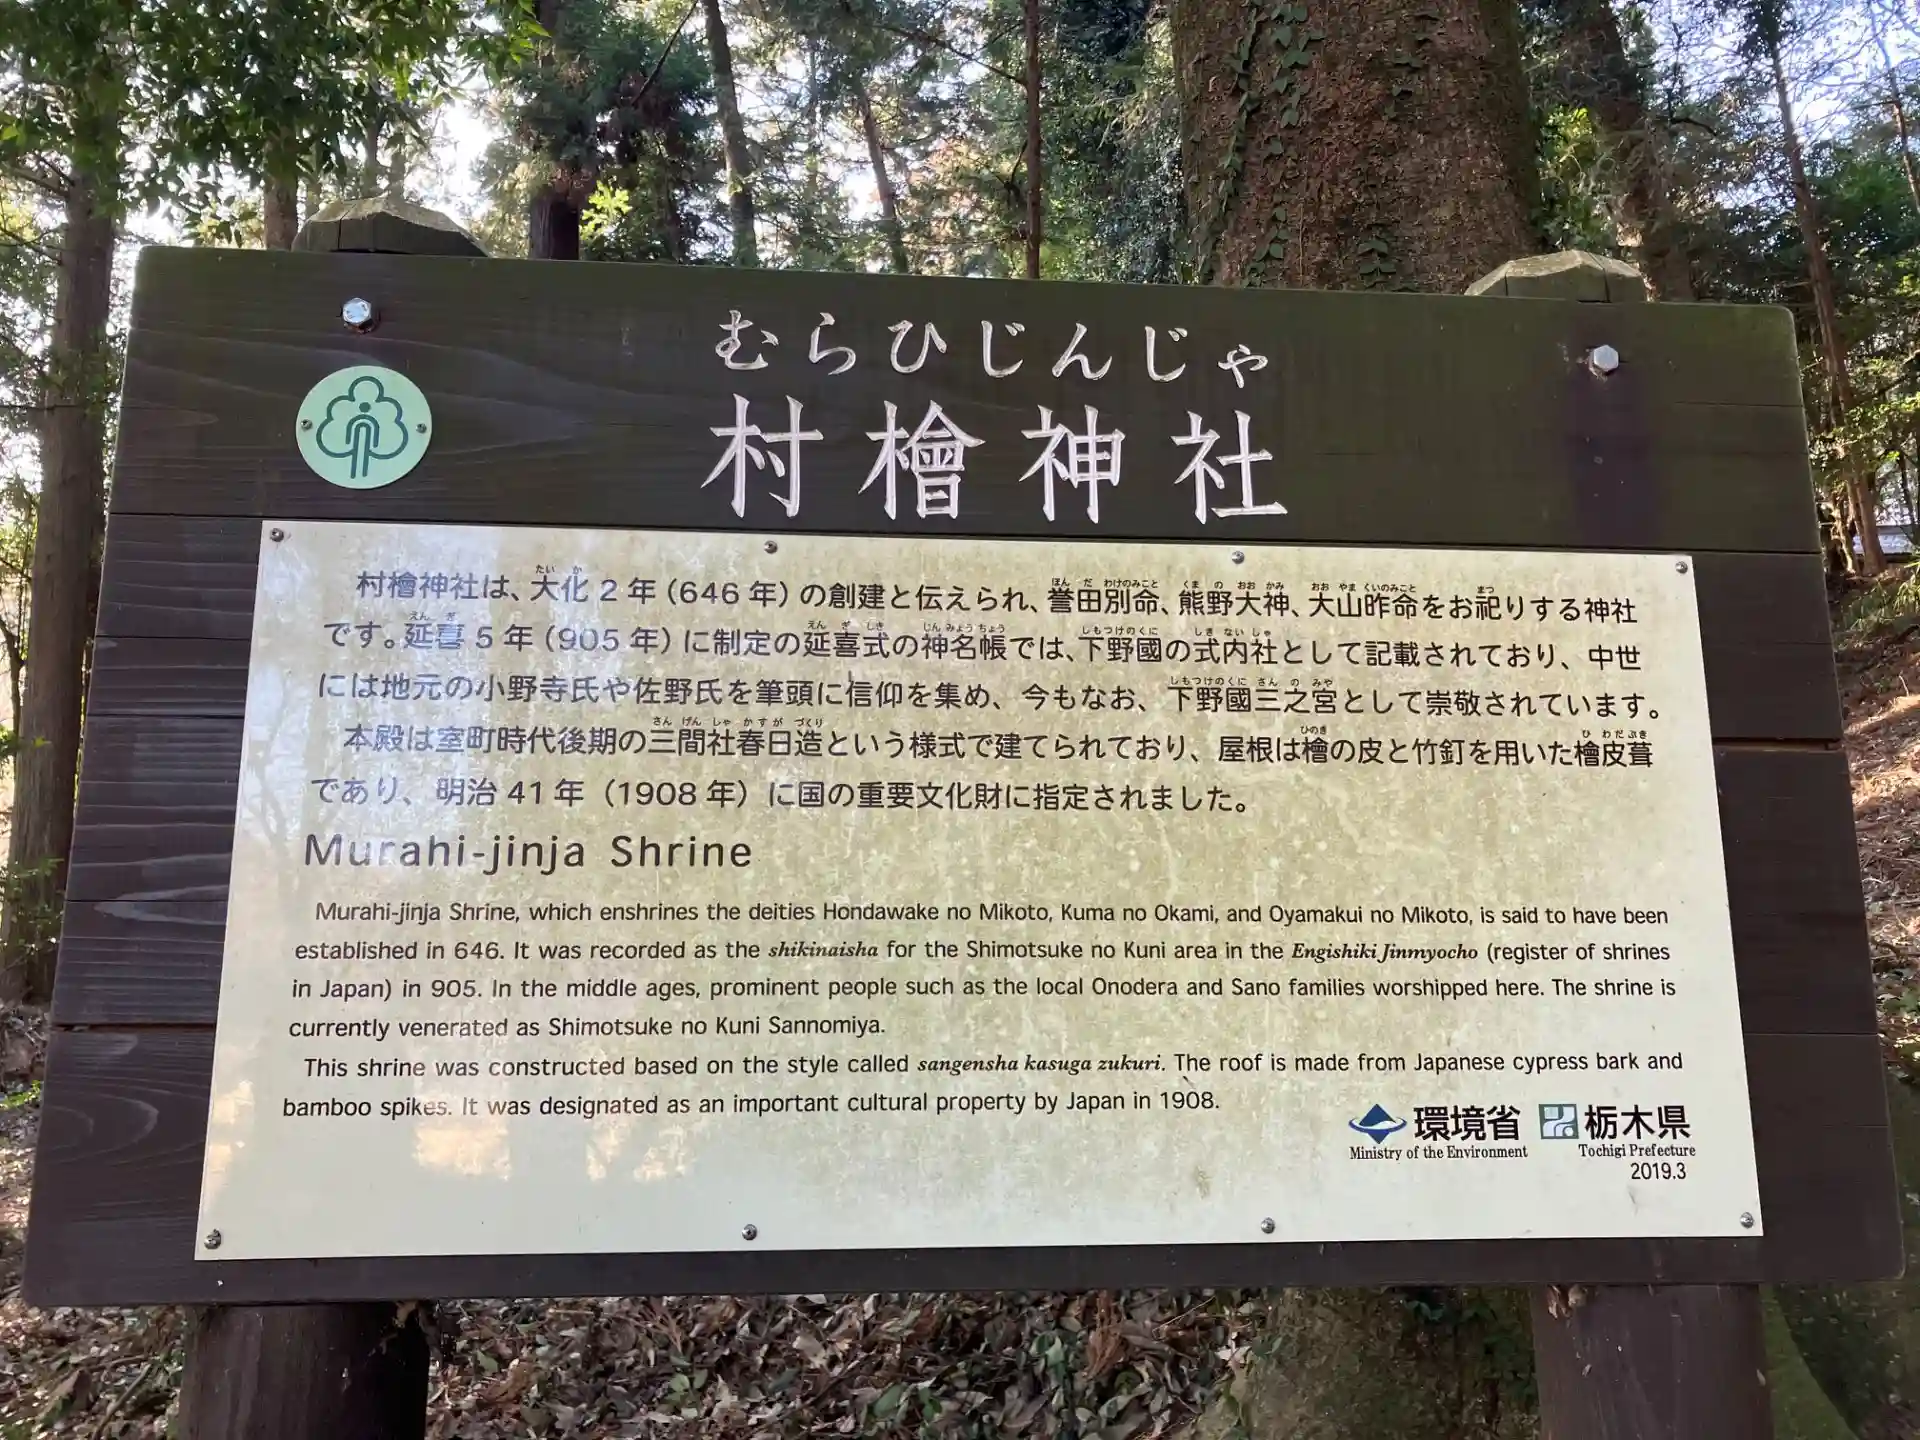 むらひじんじゃ
村檜神社
村檜神社は、大化2年（646年）の創建と伝えられ、誉田別命、熊野大神、大山昨命をお祀りする神社
です。延喜5年（905年）に制定の延喜式の神名帳では、下野國の式内社として記載されており、中世
には地元の小野寺氏や佐野氏を筆頭に信仰を集め、今もなお、下野國三之宮として崇敬されています。
本殿は室町時代後期の三間社春日造という様式で建てられており、屋根は檜の皮と竹釘を用いた檜皮葺
であり、明治41年（1908年）に国の重要文化財に指定されました。
Murahi-jinja Shrine
Murahi-jinja Shrine, which enshrines the deities Hondawake no Mikoto, Kuma no Okami, and Oyamakui no Mikoto, is said to have been
established in 646. It was recorded as the shikinaisha for the Shimotsuke no Kuni area in the Engishiki Jinmyocho (register of shrines
in Japan) in 905. In the middle ages, prominent people such as the local Onodera and Sano families worshipped here. The shrine is
currently venerated as Shimotsuke no Kuni Sannomiya.
This shrine was constructed based on the style called sangensha kasuga zukuri. The roof is made from Japanese cypress bark and
bamboo spikes. It was designated as an important cultural property by Japan in 1908.
環境省 栃木県
Ministry of the Environment Tochigi Prefecture
2019.3